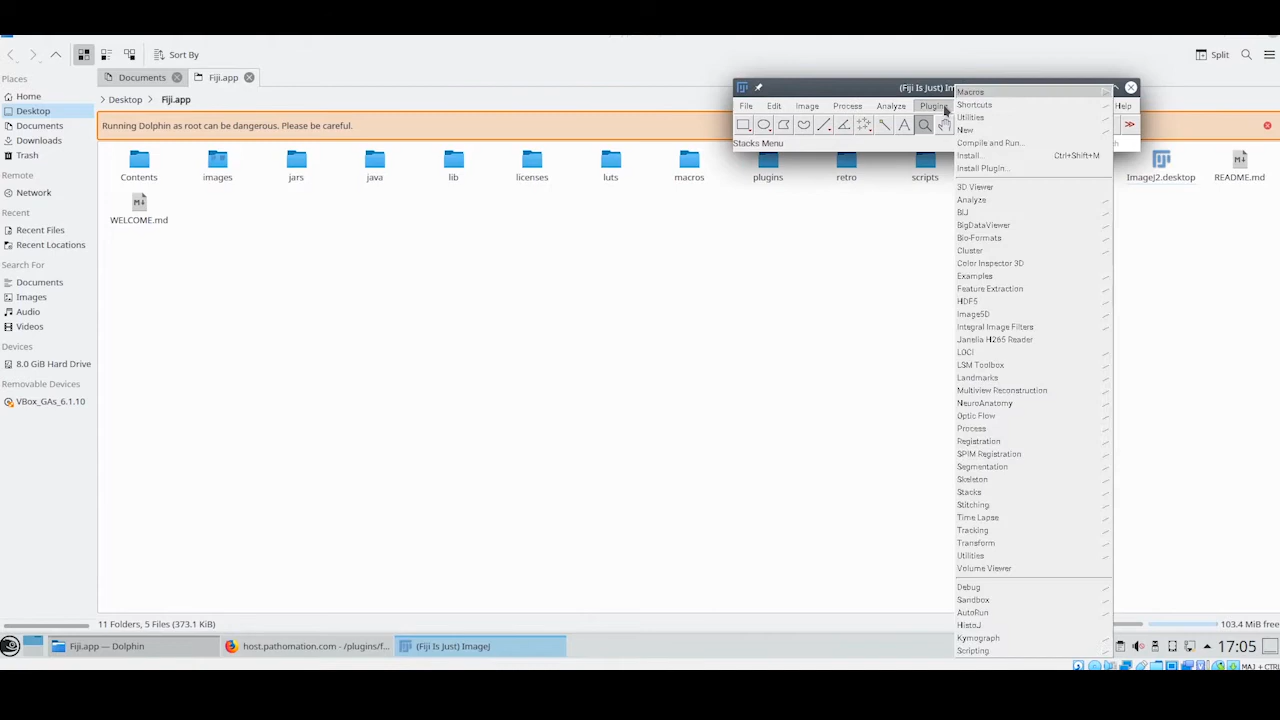 Split
Sort By
Places
Home
Desktop
Documents
Downloads
Trash
Remote
Network
Recent
Recent Files
Recent Locations
Search For
Documents
Images
Audio
Videos
Devices
8.0 GiB Hard Drive
Removable Devices
VBox_GAs_6.1.10
Documents
Fiji.app
Desktop > Fiji.app
Running Dolphin as root can be dangerous. Please be careful.
Contents images jars java lib licenses luts macros plugins retro scripts ImageJ2.desktop README.md
WELCOME.md
(Fiji Is Just) Im
File Edit Image Process Analyze Plugins Help
Stacks Menu
Macros
Shortcuts
Utilities
New
Compile and Run...
Install... Ctrl+Shift+M
Install Plugin...
3D Viewer
Analyze
BIJ
BigDataViewer
Bio-Formats
Cluster
Color Inspector 3D
Examples
Feature Extraction
HDF5
Image5D
Integral Image Filters
Janelia H265 Reader
LOCI
LSM Toolbox
Landmarks
Multiview Reconstruction
NeuroAnatomy
Optic Flow
Process
Registration
SPIM Registration
Segmentation
Skeleton
Stacks
Stitching
Time Lapse
Tracking
Transform
Utilities
Volume Viewer
Debug
Sandbox
AutoRun
HistoJ
Kymograph
Scripting
11 Folders, 5 Files (373.1 KiB)
103.4 MiB free
Fiji.app — Dolphin
host.pathomation.com - /plugins/f...
(Fiji Is Just) ImageJ
17:05
MAJ + CTRL